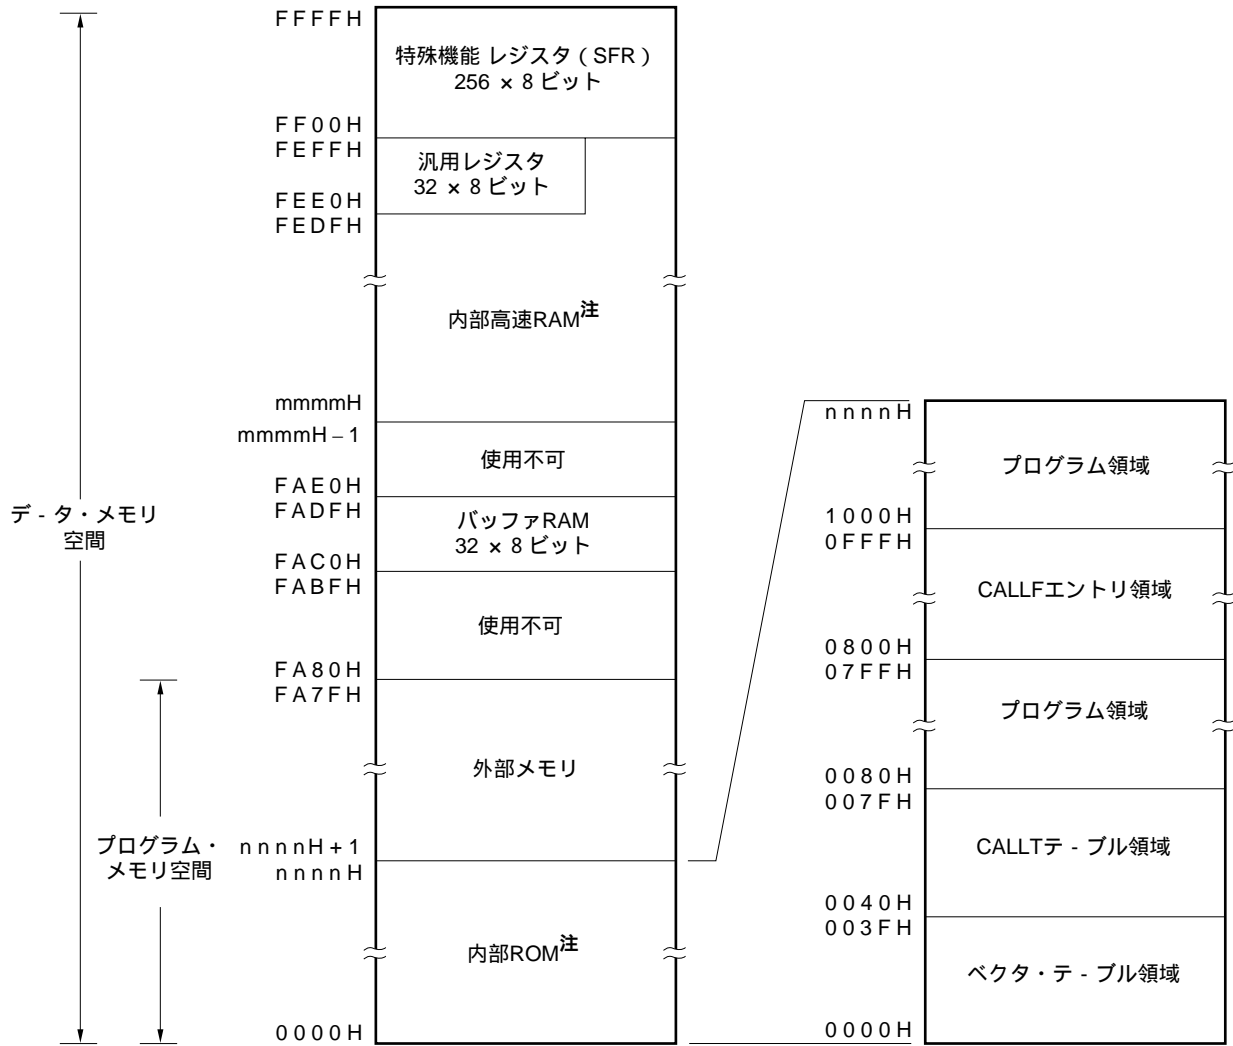 FFFFH
特殊機能 レジスタ（SFR）
256 × 8 ビット
FF00H
FEFFH
汎用レジスタ
32 × 8 ビット
FEE0H
FEDFH
内部高速RAM注
mmmmH
mmmmH－1
使用不可
FAE0H
FADFH
バッファRAM
32 × 8 ビット
FAC0H
FABFH
使用不可
FA80H
FA7FH
外部メモリ
nnnnH+1
nnnnH
内部ROM注
0000H
デ-タ・メモリ
空間
プログラム・
メモリ空間
nnnnH
プログラム領域
1000H
0FFFH
CALLFエントリ領域
0800H
07FFH
プログラム領域
0080H
007FH
CALLTテ-ブル領域
0040H
003FH
ベクタ・テ-ブル領域
0000H